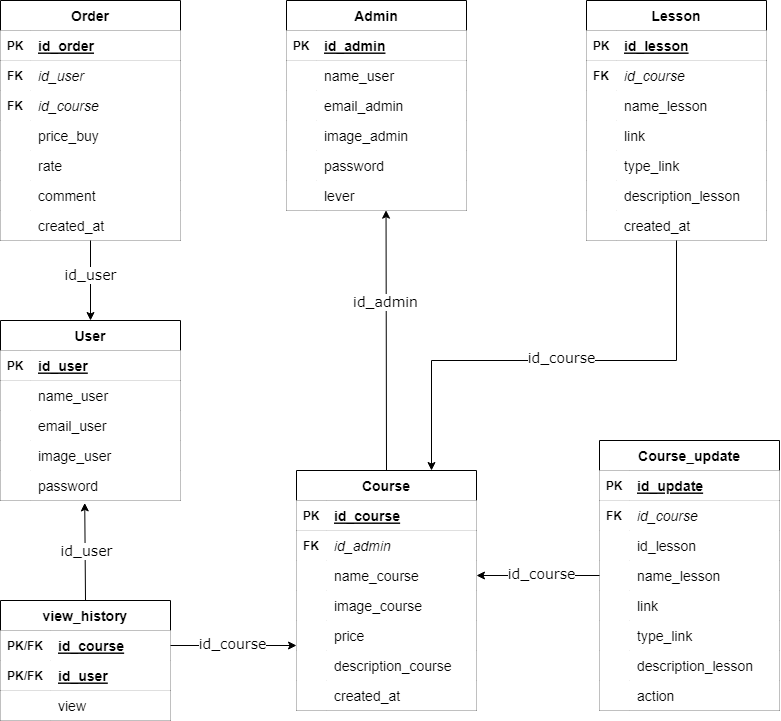 Order
PK id_order
FK id_user
FK id_course
price_buy
rate
comment
created_at
Admin
PK id_admin
name_user
email_admin
image_admin
password
lever
Lesson
PK id_lesson
FK id_course
name_lesson
link
type_link
description_lesson
created_at
id_user
id_admin
id_course
User
PK id_user
name_user
email_user
image_user
password
id_user
view_history
PK/FK id_course
PK/FK id_user
view
id_course
Course
PK id_course
FK id_admin
name_course
image_course
price
description_course
created_at
id_course
Course_update
PK id_update
FK id_course
id_lesson
name_lesson
link
type_link
description_lesson
action